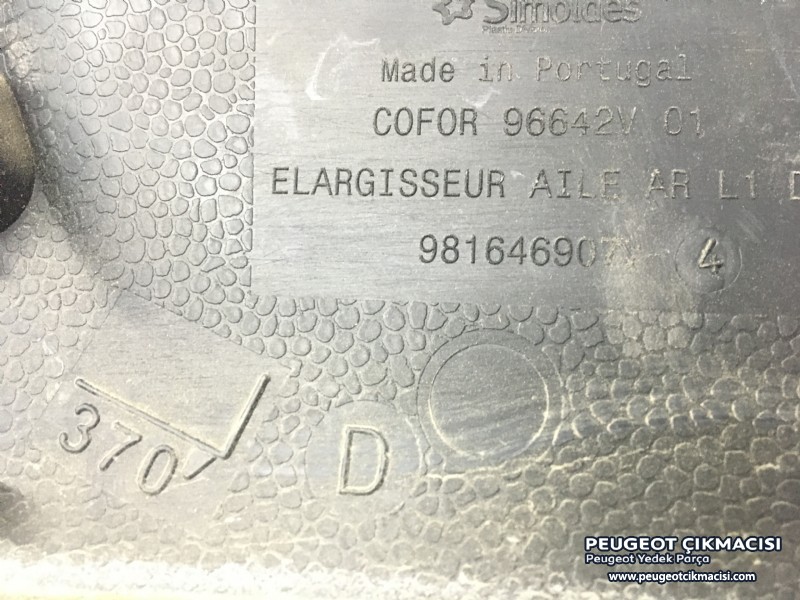 Simoldes
Made in Portugal
COFOR 96642V 01
ELARGISSEUR AILE AR L1 D
4
370
D
PEUGEOT ÇIKMACISI
Peugeot Yedek Parça
www.peugeotcikmacisi.com